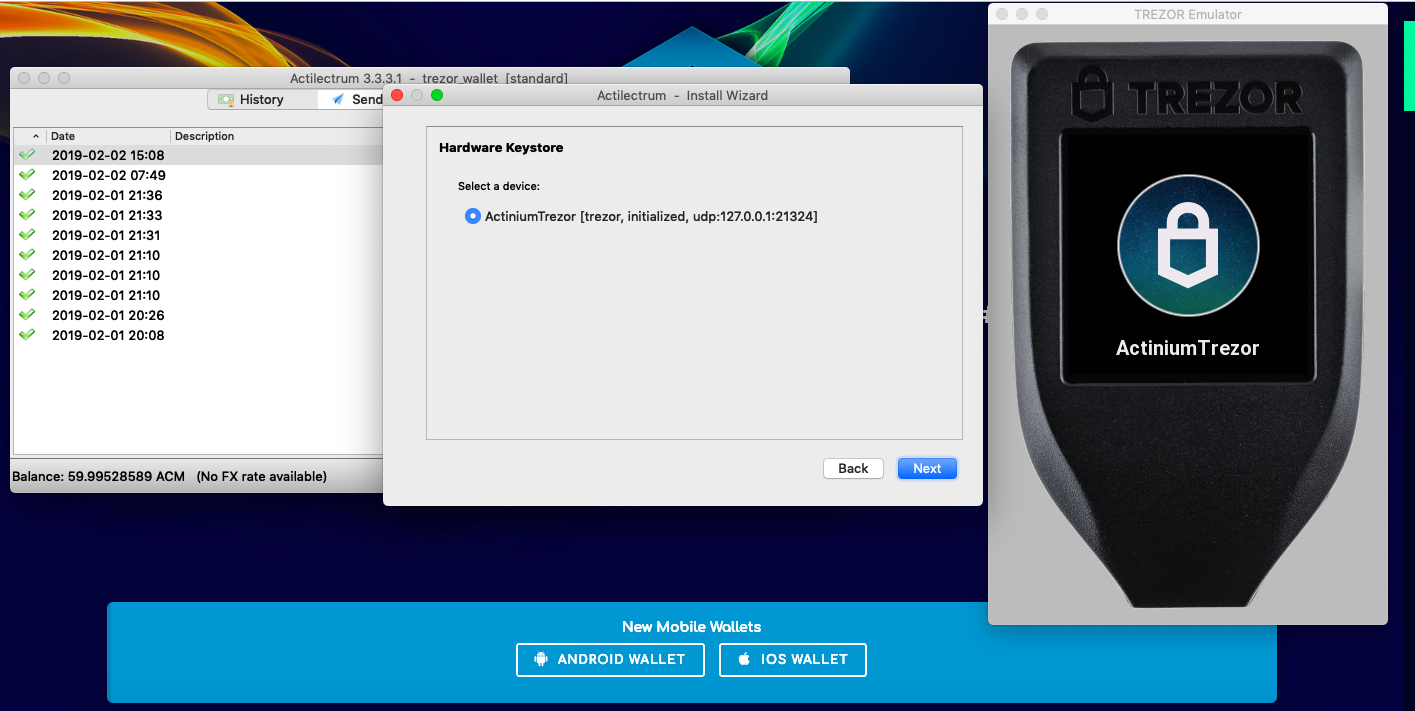 TREZOR Emulator
TREZOR
ActiniumTrezor
Actilectrum 3.3.3.1 - trezor_wallet [standard]
History
Send
Date Description
2019-02-02 15:08
2019-02-02 07:49
2019-02-01 21:36
2019-02-01 21:33
2019-02-01 21:31
2019-02-01 21:10
2019-02-01 21:10
2019-02-01 21:10
2019-02-01 20:26
2019-02-01 20:08
Balance: 59.99528589 ACM (No FX rate available)
Actilectrum - Install Wizard
Hardware Keystore
Select a device:
ActiniumTrezor [trezor, initialized, udp:127.0.0.1:21324]
Back
Next
New Mobile Wallets
ANDROID WALLET
IOS WALLET